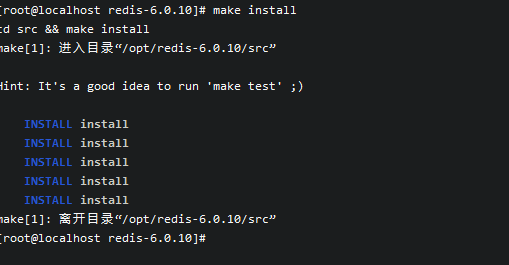 [root@localhost redis-6.0.10]# make install
cd src && make install
make[1]: 进入目录“/opt/redis-6.0.10/src”
Hint: It's a good idea to run 'make test' ;)
INSTALL install
INSTALL install
INSTALL install
INSTALL install
INSTALL install
make[1]: 离开目录“/opt/redis-6.0.10/src”
[root@localhost redis-6.0.10]#